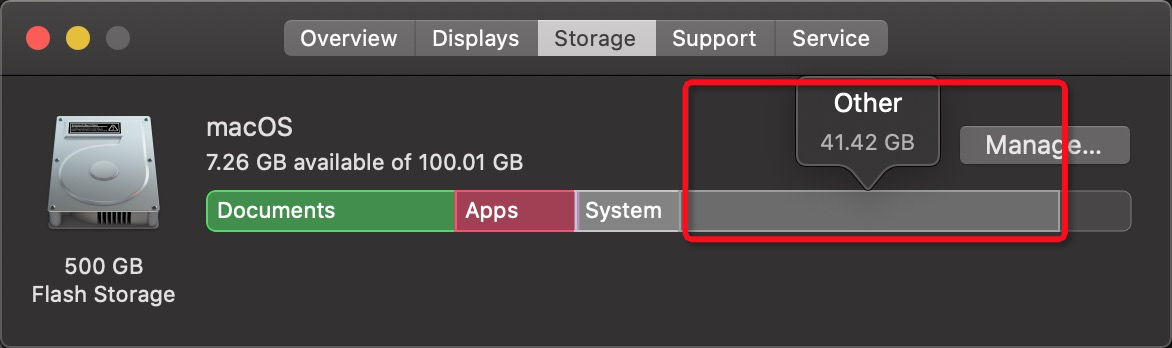 Overview Displays Storage Support Service
Other
41.42 GB
macOS
7.26 GB available of 100.01 GB
Manage...
Documents Apps System
500 GB
Flash Storage